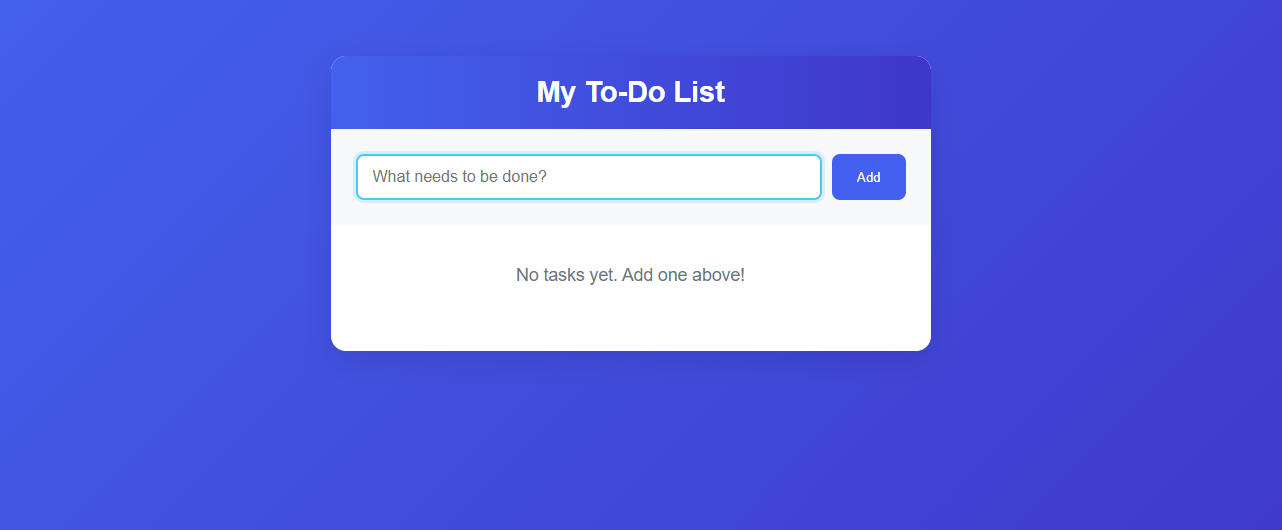 My To-Do List
What needs to be done?
Add
No tasks yet. Add one above!